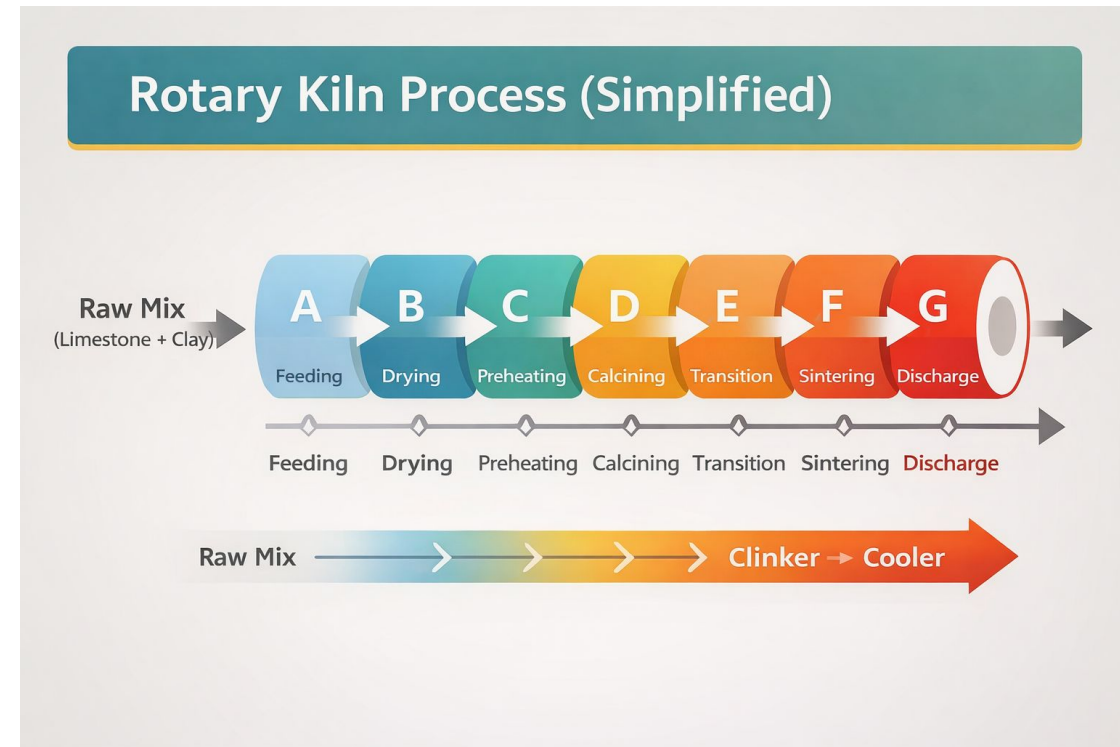 Rotary Kiln Process (Simplified)
Raw Mix
(Limestone + Clay)
A B C D E F G
Feeding Drying Preheating Calcining Transition Sintering Discharge
Feeding Drying Preheating Calcining Transition Sintering Discharge
Raw Mix Clinker → Cooler